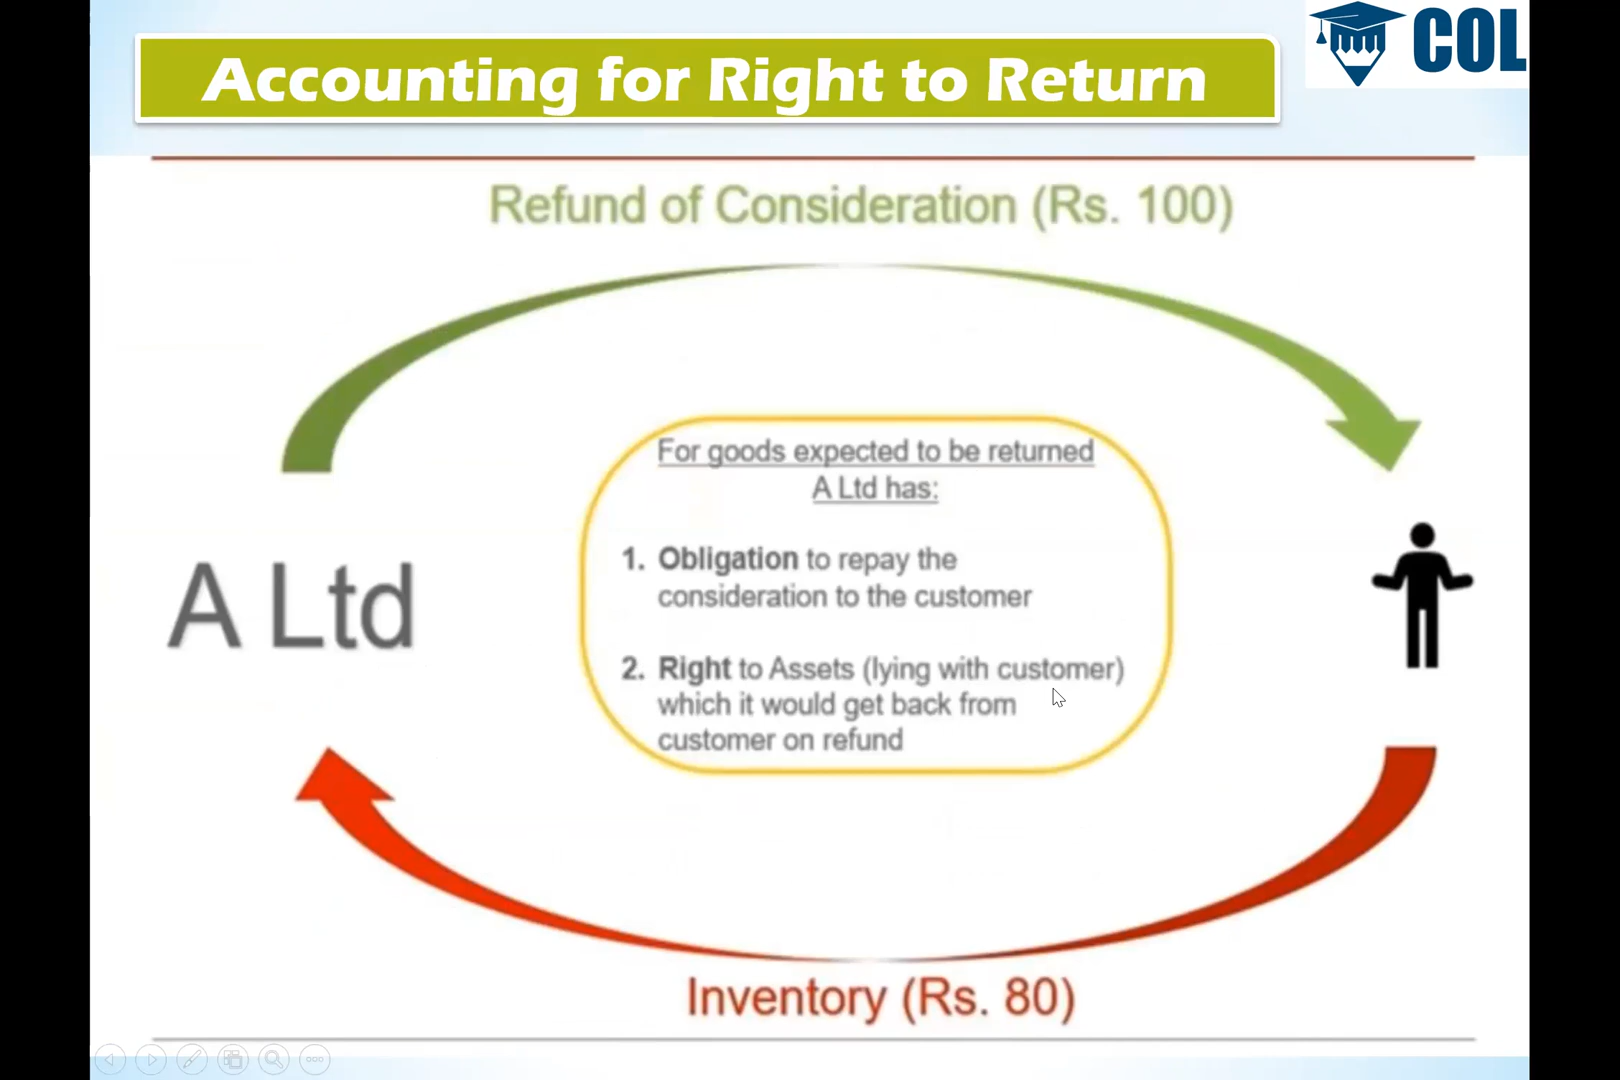 Accounting for Right to Return
COL
Refund of Consideration (Rs. 100)
For goods expected to be returned
A Ltd has:
1. Obligation to repay the
consideration to the customer
A Ltd
2. Right to Assets (lying with customer)
which it would get back from
customer on refund
Inventory (Rs. 80)